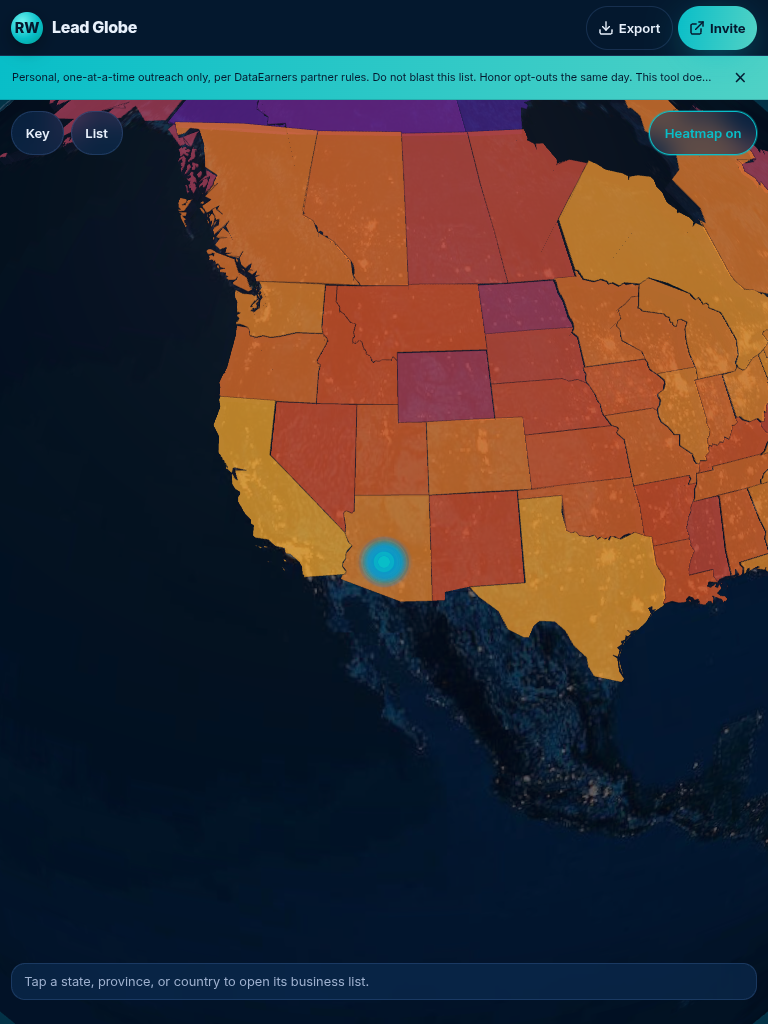 RW Lead Globe
Export
Invite
Personal, one-at-a-time outreach only, per DataEarners partner rules. Do not blast this list. Honor opt-outs the same day. This tool doe...
Key
List
Heatmap on
Tap a state, province, or country to open its business list.